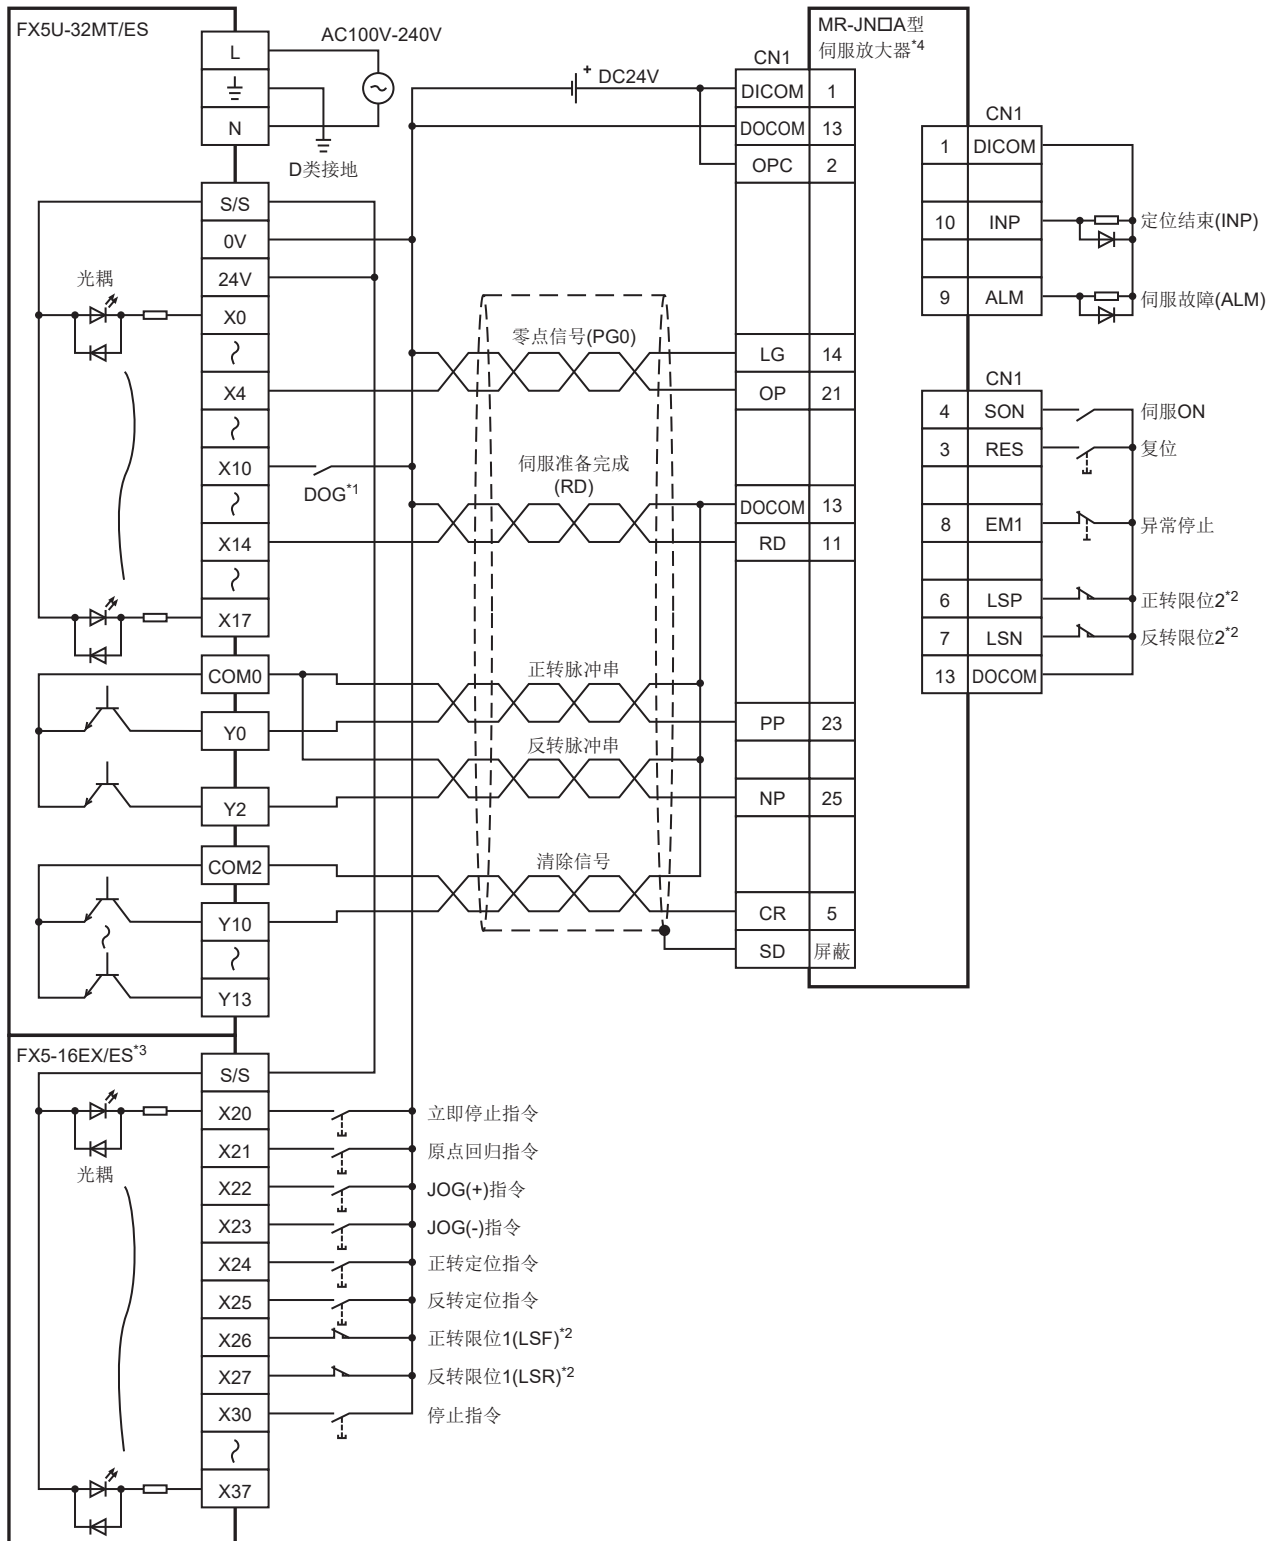 FX5U-32MT/ES
L
N
AC100V-240V
D类接地
S/S
0V
24V
X0
X4
X10
X14
X17
COM0
Y0
Y2
COM2
Y10
Y13
光耦
DOG*1
零点信号(PG0)
伺服准备完成
(RD)
正转脉冲串
反转脉冲串
清除信号
DC24V
+
MR-JN□A型
伺服放大器*4
CN1
DICOM 1
DOCOM 13
OPC 2
LG 14
OP 21
DOCOM 13
RD 11
PP 23
NP 25
CR 5
SD 屏蔽
CN1
1 DICOM
10 INP 定位结束(INP)
9 ALM 伺服故障(ALM)
CN1
4 SON 伺服ON
3 RES 复位
8 EM1 异常停止
6 LSP 正转限位2*2
7 LSN 反转限位2*2
13 DOCOM
FX5-16EX/ES*3
S/S
光耦
X20 立即停止指令
X21 原点回归指令
X22 JOG(+)指令
X23 JOG(-)指令
X24 正转定位指令
X25 反转定位指令
X26 正转限位1(LSF)*2
X27 反转限位1(LSR)*2
X30 停止指令
X37